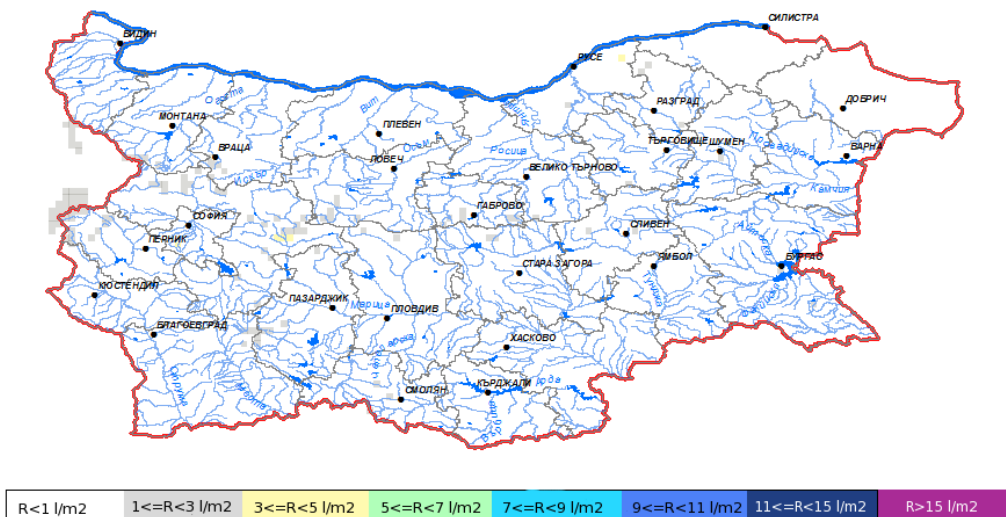 СИЛИСТРА
ВИДИН
РУСЕ
Огоста
Вит
РАЗГРАД
ДОБРИЧ
МОНТАНА
ПЛЕВЕН
ВРАЦА
ЛОВЕЧ
Осъм
Росица
ТЪРГОВИЩЕ
ШУМЕН
ВАРНА
Искър
ВЕЛИКО ТЪРНОВО
Камчия
СОФИЯ
ГАБРОВО
СЛИВЕН
ПЕРНИК
СТАРА ЗАГОРА
ЯМБОЛ
БУРГАС
КЮСТЕНДИЛ
ПАЗАРДЖИК
Марица
ПЛОВДИВ
Тунджа
БЛАГОЕВГРАД
ХАСКОВО
Струма
Места
СМОЛЯН
КЪРДЖАЛИ
R<1 l/m2
1<=R<3 l/m2
3<=R<5 l/m2
5<=R<7 l/m2
7<=R<9 l/m2
9<=R<11 l/m2
11<=R<15 l/m2
R>15 l/m2